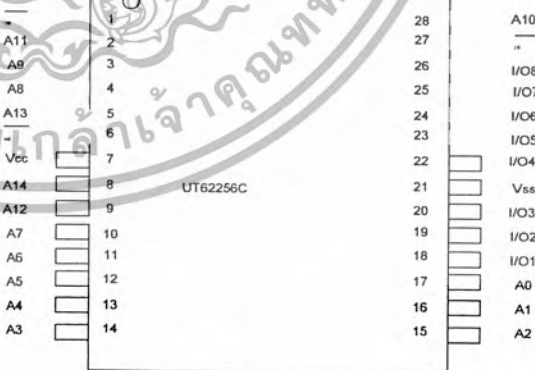 1 28 A10
A11 2 27
A9 3 26 I/O8
A8 4 25 I/O7
A13 5 24 I/O6
6 23 I/O5
Vcc 7 22 I/O4
A14 8 UT62256C 21 Vss
A12 9 20 I/O3
A7 10 19 I/O2
A6 11 18 I/O1
A5 12 17 A0
A4 13 16 A1
A3 14 15 A2